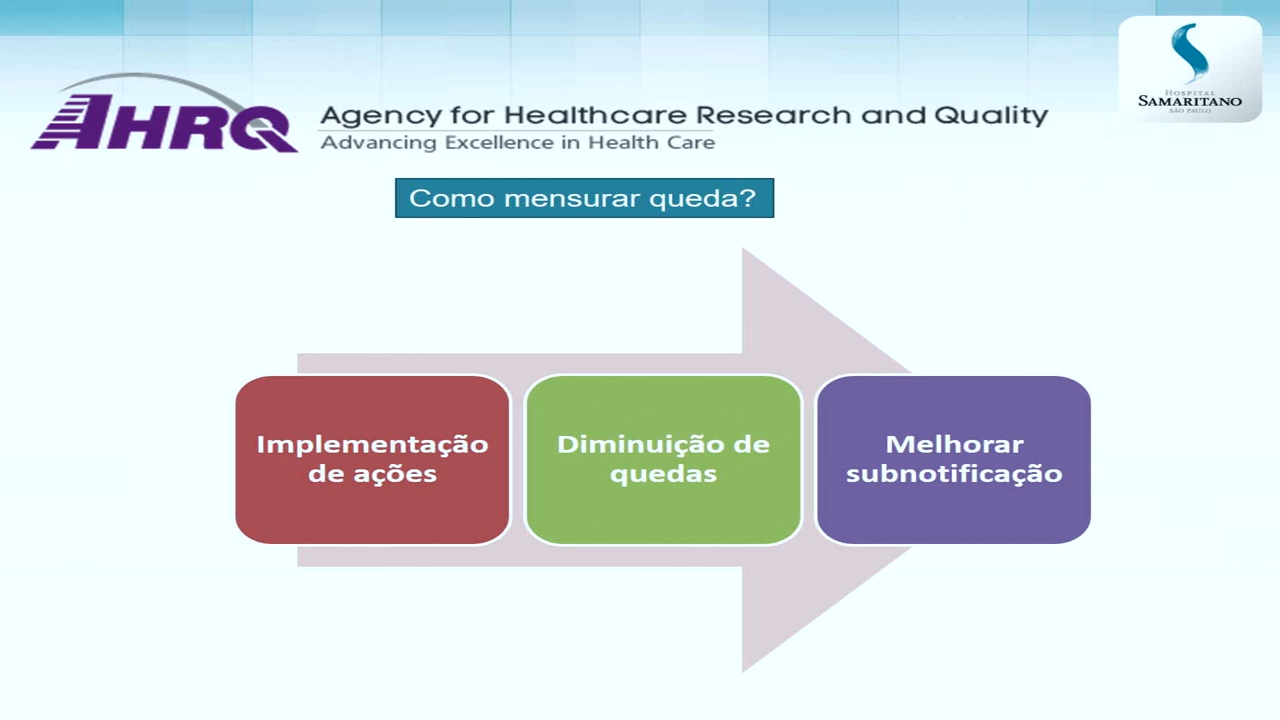 HOSPITAL
SAMARITANO
SÃO PAULO
AHRQ
Agency for Healthcare Research and Quality
Advancing Excellence in Health Care
Como mensurar queda?
Implementação
de ações
Diminuição de
quedas
Melhorar
subnotificação